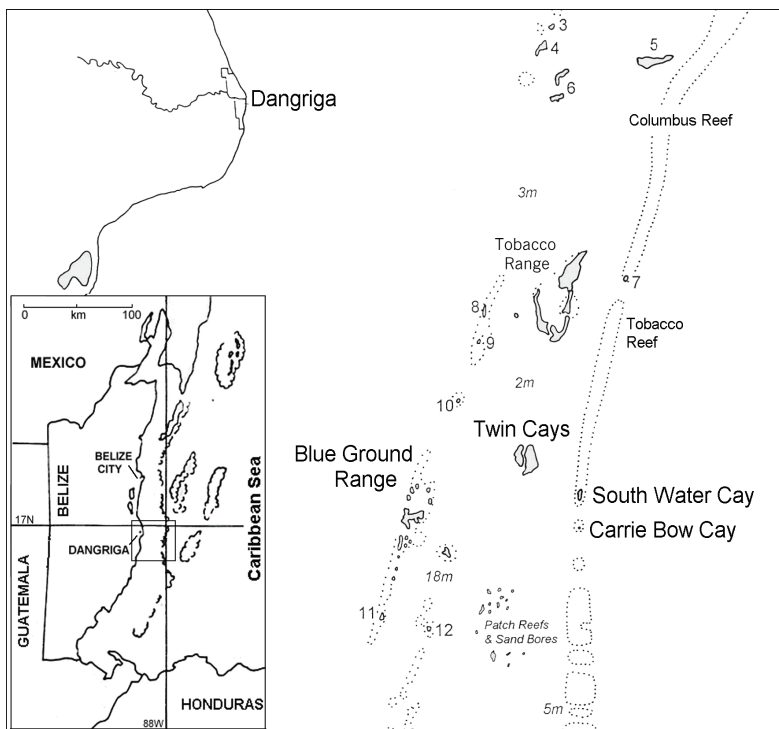 3
4
5
6
Dangriga
Columbus Reef
3m
Tobacco
Range
7
8
9
Tobacco
Reef
2m
10
Twin Cays
Blue Ground
Range
South Water Cay
Carrie Bow Cay
18m
11
12
Patch Reefs
& Sand Bores
5m
0 km 100
MEXICO
BELIZE
CITY
BELIZE
Caribbean Sea
17N
DANGRIGA
GUATEMALA
HONDURAS
88W